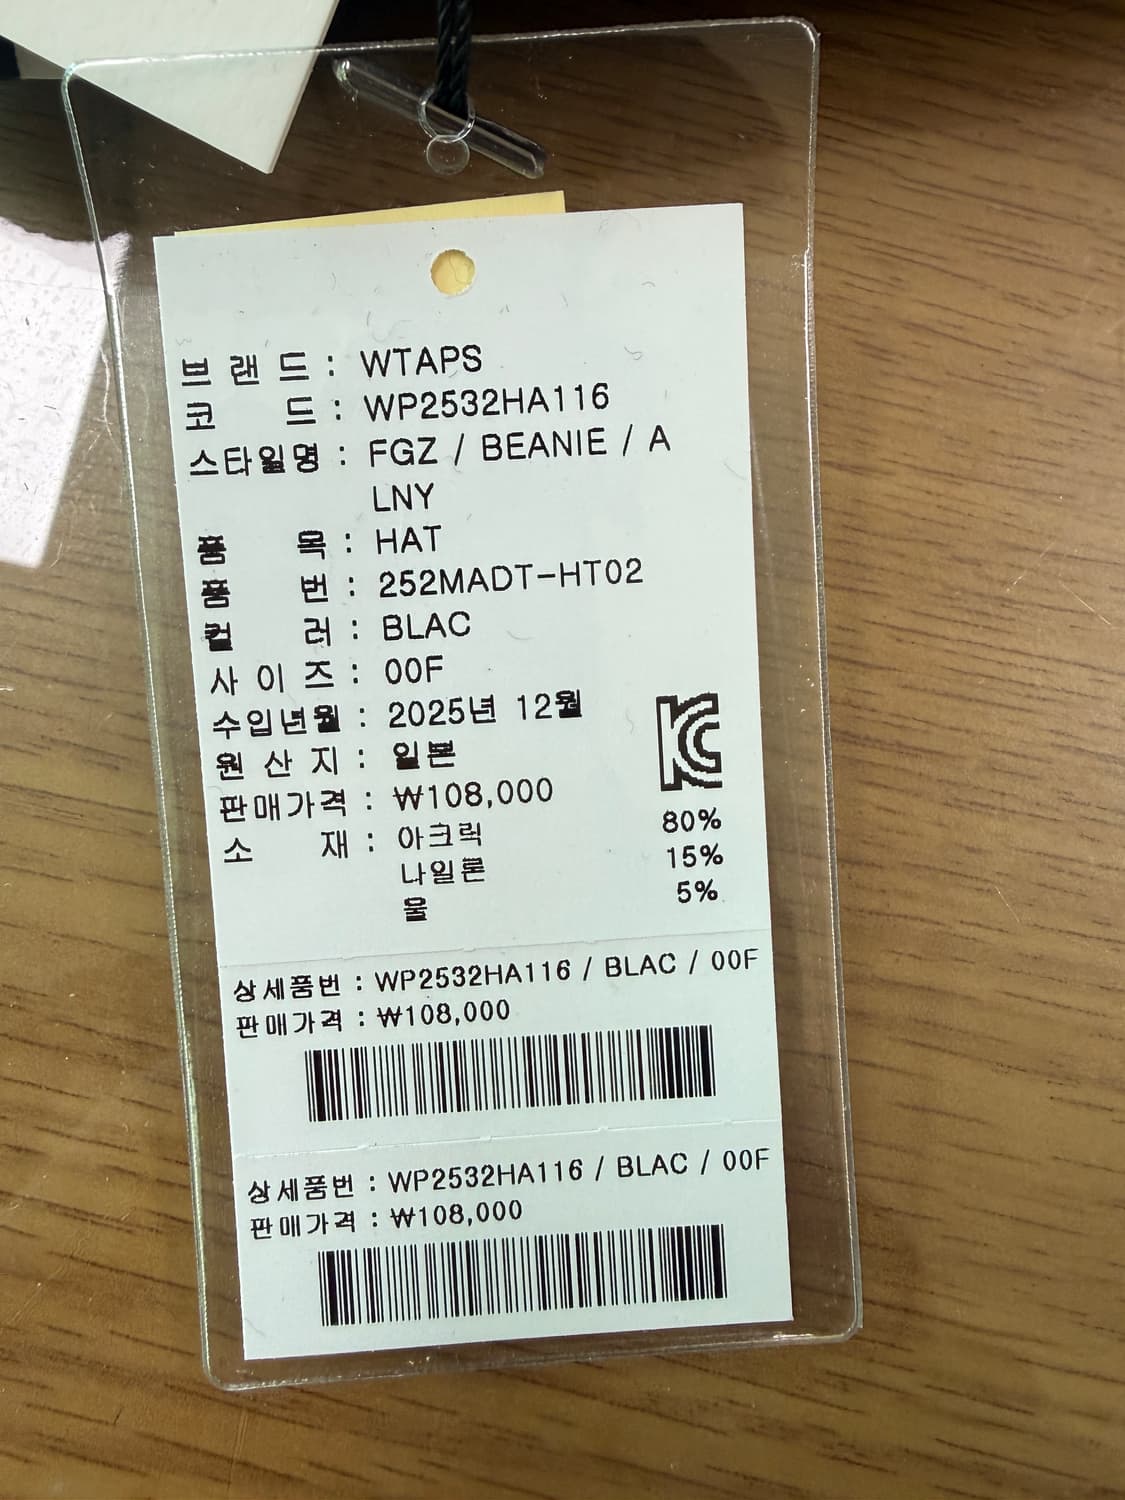 브랜드 : WTAPS
코드 : WP2532HA116
스타일명 : FGZ / BEANIE / A
LNY
품목 : HAT
품번 : 252MADT-HT02
컬러 : BLAC
사이즈 : 00F
수입년월 : 2025년 12월
원산지 : 일본
판매가격 : ₩108,000
소재 : 아크릭 80%
나일론 15%
울 5%
상세품번 : WP2532HA116 / BLAC / 00F
판매가격 : ₩108,000
상세품번 : WP2532HA116 / BLAC / 00F
판매가격 : ₩108,000